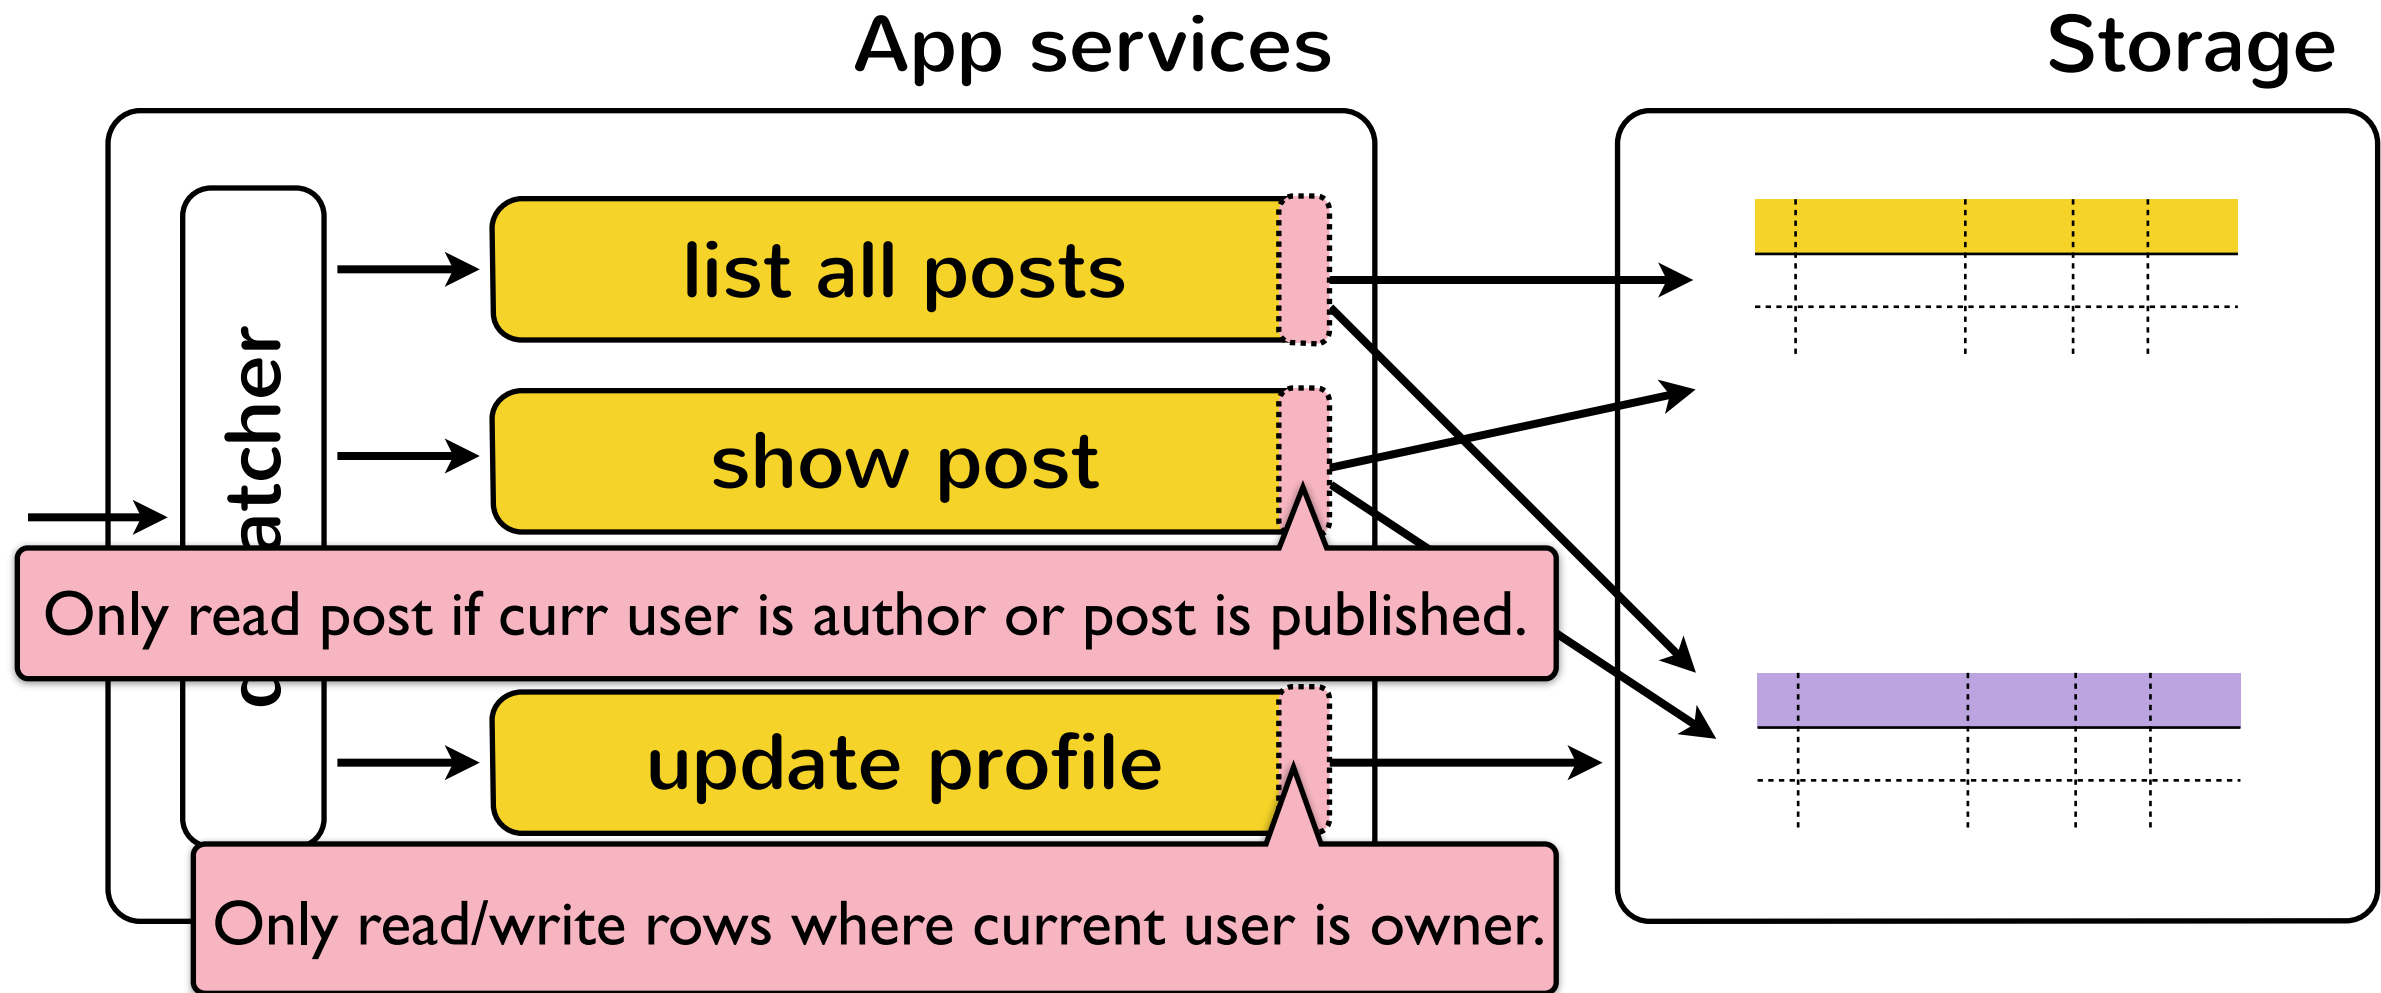 App services
Storage
list all posts
show post
Only read post if curr user is author or post is published.
update profile
Only read/write rows where current user is owner.